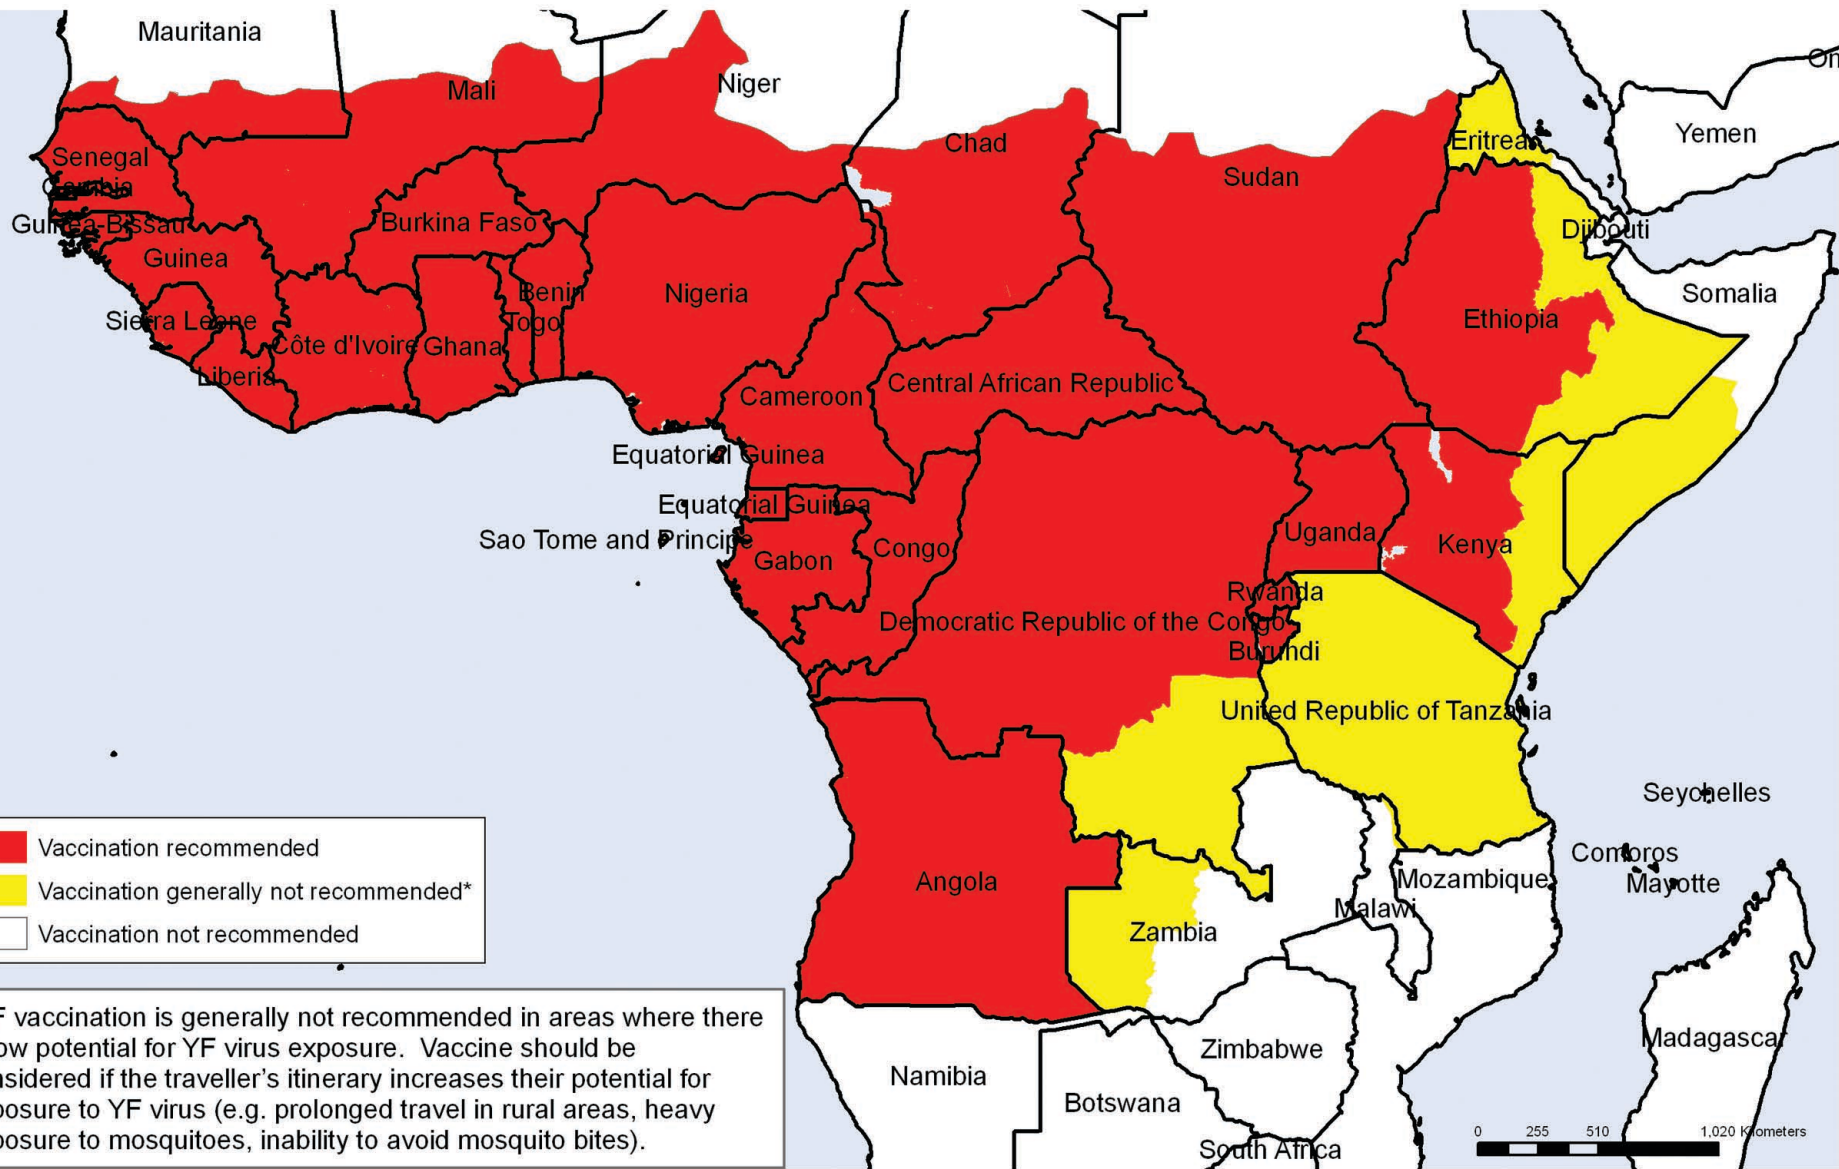 Mauritania
Mali
Niger
Chad
Sudan
Eritrea
Yemen
Senegal
Gambia
Guinea-Bissau
Guinea
Burkina Faso
Djibouti
Sierra Leone
Liberia
Côte d'Ivoire
Ghana
Togo
Benin
Nigeria
Ethiopia
Somalia
Cameroon
Central African Republic
Equatorial Guinea
Equatorial Guinea
Sao Tome and Principe
Gabon
Congo
Uganda
Kenya
Rwanda
Democratic Republic of the Congo
Burundi
United Republic of Tanzania
Seychelles
Comoros
Mayotte
Angola
Zambia
Malawi
Mozambique
Madagascar
Zimbabwe
Namibia
Botswana
South Africa
Vaccination recommended
Vaccination generally not recommended*
Vaccination not recommended
vaccination is generally not recommended in areas where there
potential for YF virus exposure. Vaccine should be
if the traveller's itinerary increases their potential for
to YF virus (e.g. prolonged travel in rural areas, heavy
to mosquitoes, inability to avoid mosquito bites).
0 255 510 1,020 Kilometers